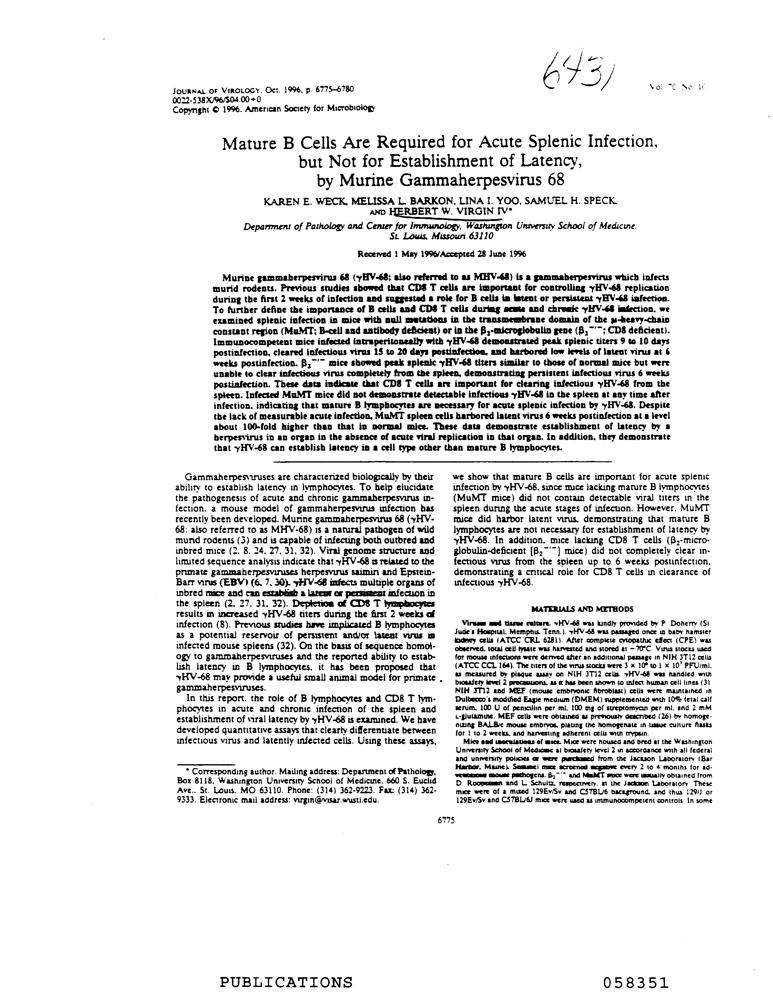 6431
JOURNAL OF VIROLOGY, Oct. 1996, p. 6775–6780
Vol. 70, No. 10
0022-538X/96/$04.00+0
Copyright © 1996, American Society for Microbiology
Mature B Cells Are Required for Acute Splenic Infection,
but Not for Establishment of Latency,
by Murine Gammaherpesvirus 68
KAREN E. WECK, MELISSA L. BARKON, LINA I. YOO, SAMUEL H. SPECK,
AND HERBERT W. VIRGIN IV*
Department of Pathology and Center for Immunology, Washington University School of Medicine,
St. Louis, Missouri 63110
Received 1 May 1996/Accepted 28 June 1996
Murine gammaherpesvirus 68 (γHV-68; also referred to as MHV-68) is a gammaherpesvirus which infects
murid rodents. Previous studies showed that CD8 T cells are important for controlling γHV-68 replication
during the first 2 weeks of infection and suggested a role for B cells in latent or persistent γHV-68 infection.
To further define the importance of B cells and CD8 T cells during acute and chronic γHV-68 infection, we
examined splenic infection in mice with null mutations in the transmembrane domain of the μ-heavy-chain
constant region (MuMT; B-cell and antibody deficient) or in the β₂-microglobulin gene (β₂⁻/⁻; CD8 deficient).
Immunocompetent mice infected intraperitoneally with γHV-68 demonstrated peak splenic titers 9 to 10 days
postinfection, cleared infectious virus 15 to 20 days postinfection, and harbored low levels of latent virus at 6
weeks postinfection. β₂⁻/⁻ mice showed peak splenic γHV-68 titers similar to those of normal mice but were
unable to clear infectious virus completely from the spleen, demonstrating persistent infectious virus 6 weeks
postinfection. These data indicate that CD8 T cells are important for clearing infectious γHV-68 from the
spleen. Infected MuMT mice did not demonstrate detectable infectious γHV-68 in the spleen at any time after
infection, indicating that mature B lymphocytes are necessary for acute splenic infection by γHV-68. Despite
the lack of measurable acute infection, MuMT spleen cells harbored latent virus 6 weeks postinfection at a level
about 100-fold higher than that in normal mice. These data demonstrate establishment of latency by a
herpesvirus in an organ in the absence of acute viral replication in that organ. In addition, they demonstrate
that γHV-68 can establish latency in a cell type other than mature B lymphocytes.
Gammaherpesviruses are characterized biologically by their
ability to establish latency in lymphocytes. To help elucidate
the pathogenesis of acute and chronic gammaherpesvirus in-
fection, a mouse model of gammaherpesvirus infection has
recently been developed. Murine gammaherpesvirus 68 (γHV-
68; also referred to as MHV-68) is a natural pathogen of wild
murid rodents (3) and is capable of infecting both outbred and
inbred mice (2, 8, 24, 27, 31, 32). Viral genome structure and
limited sequence analysis indicate that γHV-68 is related to the
primate gammaherpesviruses herpesvirus saimiri and Epstein-
Barr virus (EBV) (6, 7, 30). γHV-68 infects multiple organs of
inbred mice and can establish a latent or persistent infection in
the spleen (2, 27, 31, 32). Depletion of CD8 T lymphocytes
results in increased γHV-68 titers during the first 2 weeks of
infection (8). Previous studies have implicated B lymphocytes
as a potential reservoir of persistent and/or latent virus in
infected mouse spleens (32). On the basis of sequence homol-
ogy to gammaherpesviruses and the reported ability to estab-
lish latency in B lymphocytes, it has been proposed that
γHV-68 may provide a useful small animal model for primate
gammaherpesviruses.
In this report, the role of B lymphocytes and CD8 T lym-
phocytes in acute and chronic infection of the spleen and
establishment of viral latency by γHV-68 is examined. We have
developed quantitative assays that clearly differentiate between
infectious virus and latently infected cells. Using these assays,
* Corresponding author. Mailing address: Department of Pathology,
Box 8118, Washington University School of Medicine, 660 S. Euclid
Ave., St. Louis, MO 63110. Phone: (314) 362-9223. Fax: (314) 362-
9333. Electronic mail address: virgin@visar.wustl.edu.
we show that mature B cells are important for acute splenic
infection by γHV-68, since mice lacking mature B lymphocytes
(MuMT mice) did not contain detectable viral titers in the
spleen during the acute stages of infection. However, MuMT
mice did harbor latent virus, demonstrating that mature B
lymphocytes are not necessary for establishment of latency by
γHV-68. In addition, mice lacking CD8 T cells (β₂-micro-
globulin-deficient [β₂⁻/⁻] mice) did not completely clear in-
fectious virus from the spleen up to 6 weeks postinfection,
demonstrating a critical role for CD8 T cells in clearance of
infectious γHV-68.
MATERIALS AND METHODS
Viruses and tissue culture. γHV-68 was kindly provided by P. Doherty (St.
Jude's Hospital, Memphis, Tenn.). γHV-68 was passaged once in baby hamster
kidney cells (ATCC CRL 6281). After complete cytopathic effect (CPE) was
observed, total cell lysate was harvested and stored at −70°C. Virus stocks used
for mouse infections were derived after an additional passage in NIH 3T12 cells
(ATCC CCL 164). The titers of the virus stocks were 3 × 10⁶ to 1 × 10⁷ PFU/ml,
as measured by plaque assay on NIH 3T12 cells. γHV-68 was handled with
biosafety level 2 precautions, as it has been shown to infect human cell lines (3).
NIH 3T12 and MEF (mouse embryonic fibroblast) cells were maintained in
Dulbecco's modified Eagle medium (DMEM) supplemented with 10% fetal calf
serum, 100 U of penicillin per ml, 100 mg of streptomycin per ml, and 2 mM
L-glutamine. MEF cells were obtained as previously described (26) by homoge-
nizing BALB/c mouse embryos, plating the homogenate in tissue culture flasks
for 1 to 2 weeks, and harvesting adherent cells with trypsin.
Mice and inoculations of mice. Mice were housed and bred at the Washington
University School of Medicine at biosafety level 2 in accordance with all federal
and university policies or were purchased from the Jackson Laboratory (Bar
Harbor, Maine). Sentinel mice screened negative every 2 to 4 months for ad-
ventitious mouse pathogens. β₂⁻/⁻ and MuMT mice were usually obtained from
D. Roopenian and L. Schultz, respectively, at the Jackson Laboratory. These
mice were of a mixed 129Ev/Sv and C57BL/6 background, and thus 129/J or
129Ev/Sv and C57BL/6J mice were used as immunocompetent controls. In some
6775
PUBLICATIONS
058351